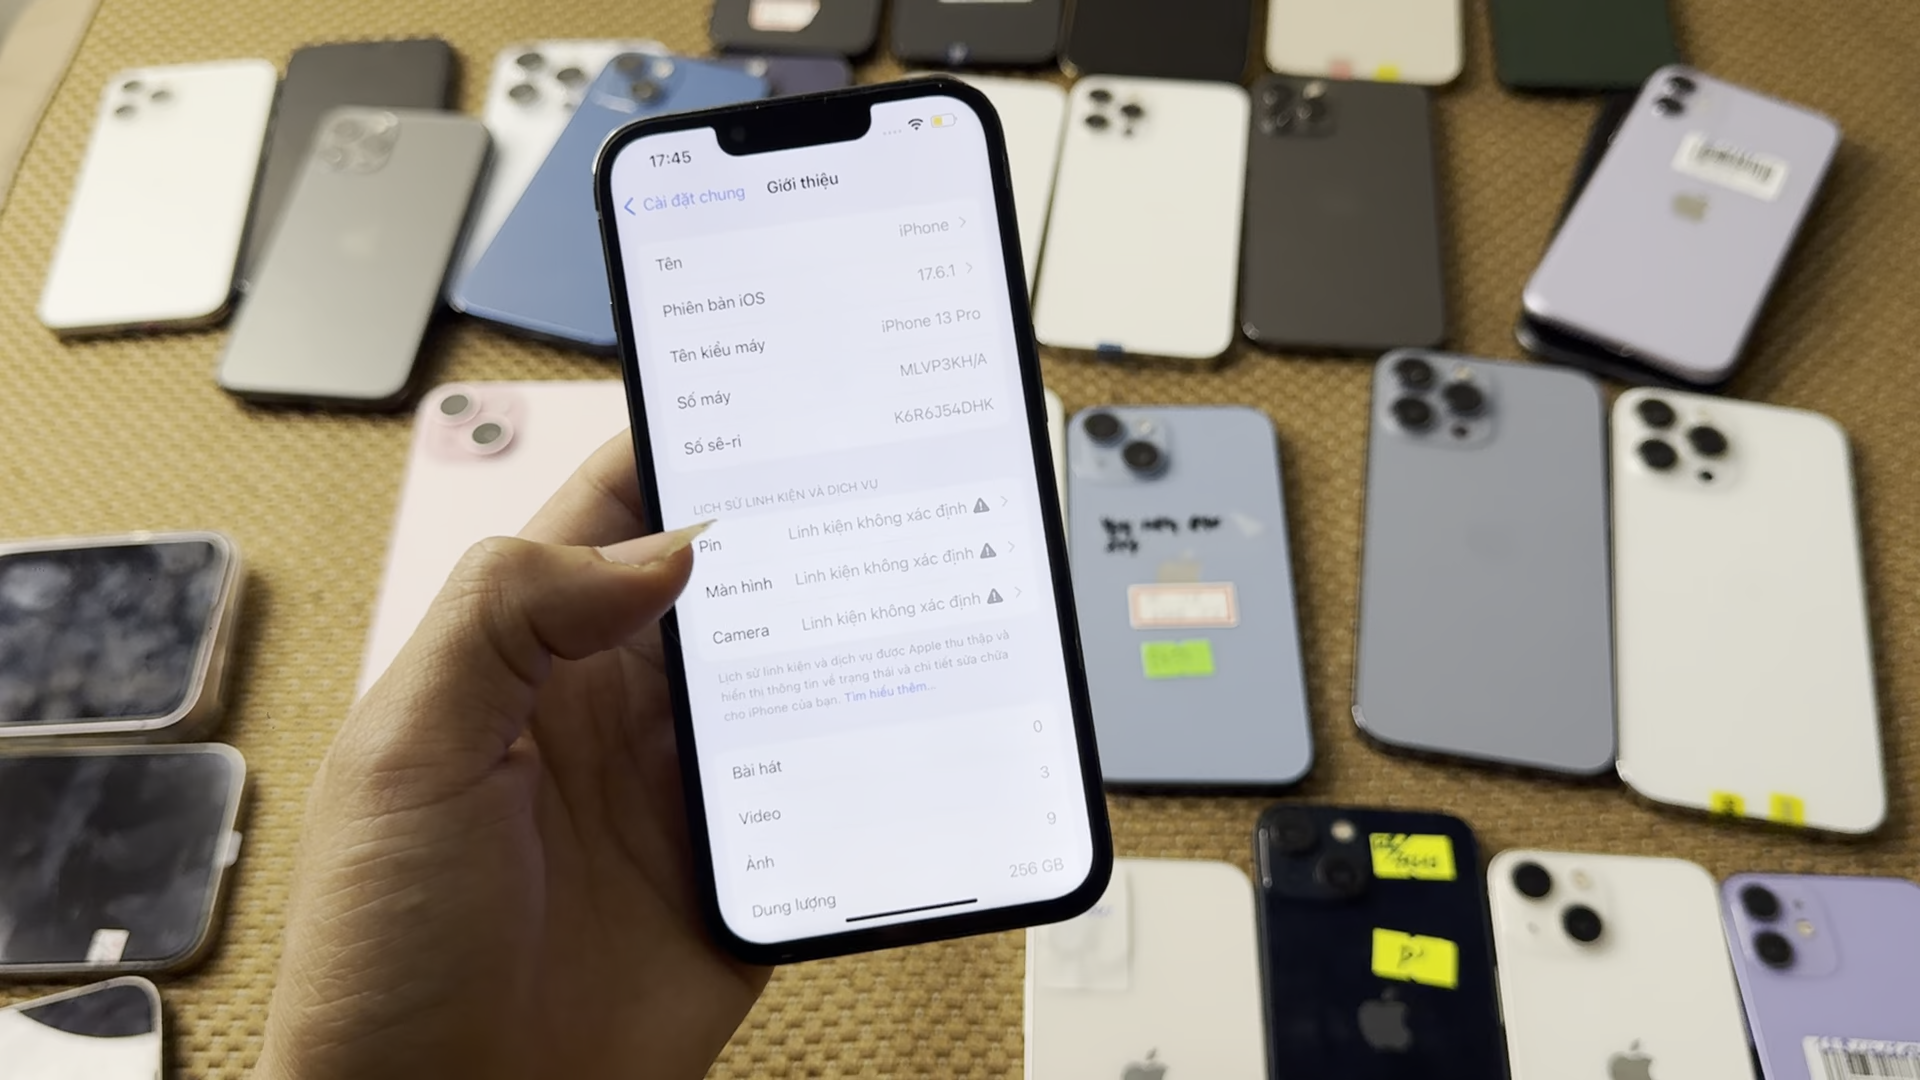 17:45
Cài đặt chung
Giới thiệu
Tên
iPhone
Phiên bản iOS
17.6.1
Tên kiểu máy
iPhone 13 Pro
Số máy
MLVP3KH/A
Số sê-ri
K6R6J54DHK
LỊCH SỬ LINH KIỆN VÀ DỊCH VỤ
Pin
Linh kiện không xác định
Màn hình
Linh kiện không xác định
Camera
Linh kiện không xác định
Lịch sử linh kiện và dịch vụ được Apple thu thập và
hiển thị thông tin về trạng thái và chi tiết sửa chữa
cho iPhone của bạn. Tìm hiểu thêm...
Bài hát
0
Video
3
Ảnh
9
Dung lượng
256 GB